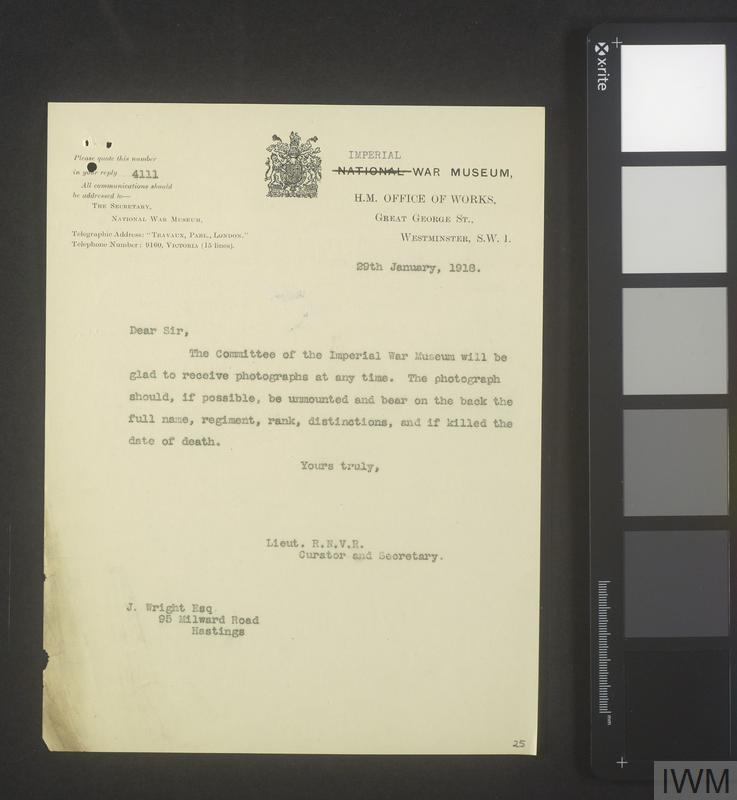 Please quote this number
in your reply 4111
All communications should
be addressed to—
The Secretary,
National War Museum,
Telegraphic Address: "Travaux, Parl., London."
Telephone Number: 9160, Victoria (15 lines).
IMPERIAL
NATIONAL WAR MUSEUM,
H.M. OFFICE OF WORKS,
Great George St.,
Westminster, S.W. 1.
29th January, 1918.
Dear Sir,
The Committee of the Imperial War Museum will be
glad to receive photographs at any time. The photograph
should, if possible, be unmounted and bear on the back the
full name, regiment, rank, distinctions, and if killed the
date of death.
Yours truly,
Lieut. R.N.V.R.
Curator and Secretary.
J. Wright Esq
95 Milward Road
Hastings
25
x-rite
mm
IWM